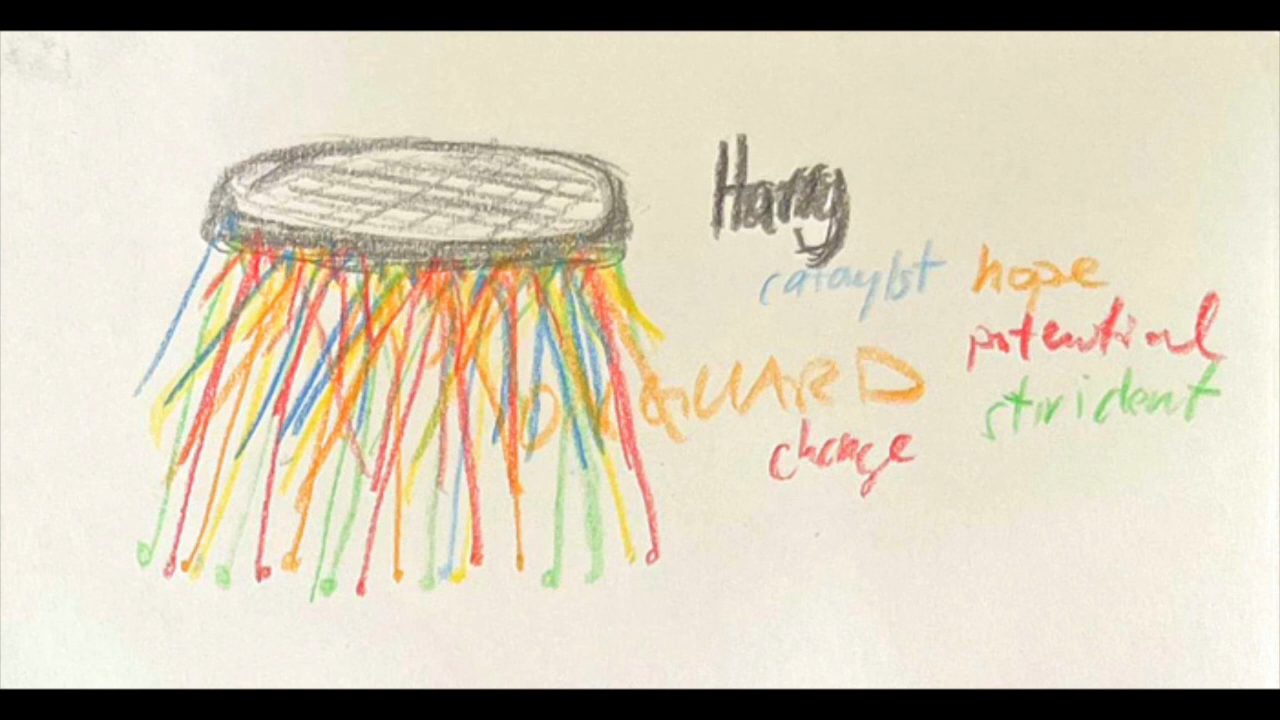 Harry
catalyst hope
potential
VANGUARD
strident
change